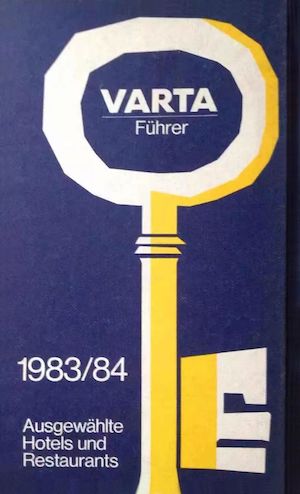 VARTA
Führer
1983/84
Ausgewählte
Hotels und
Restaurants